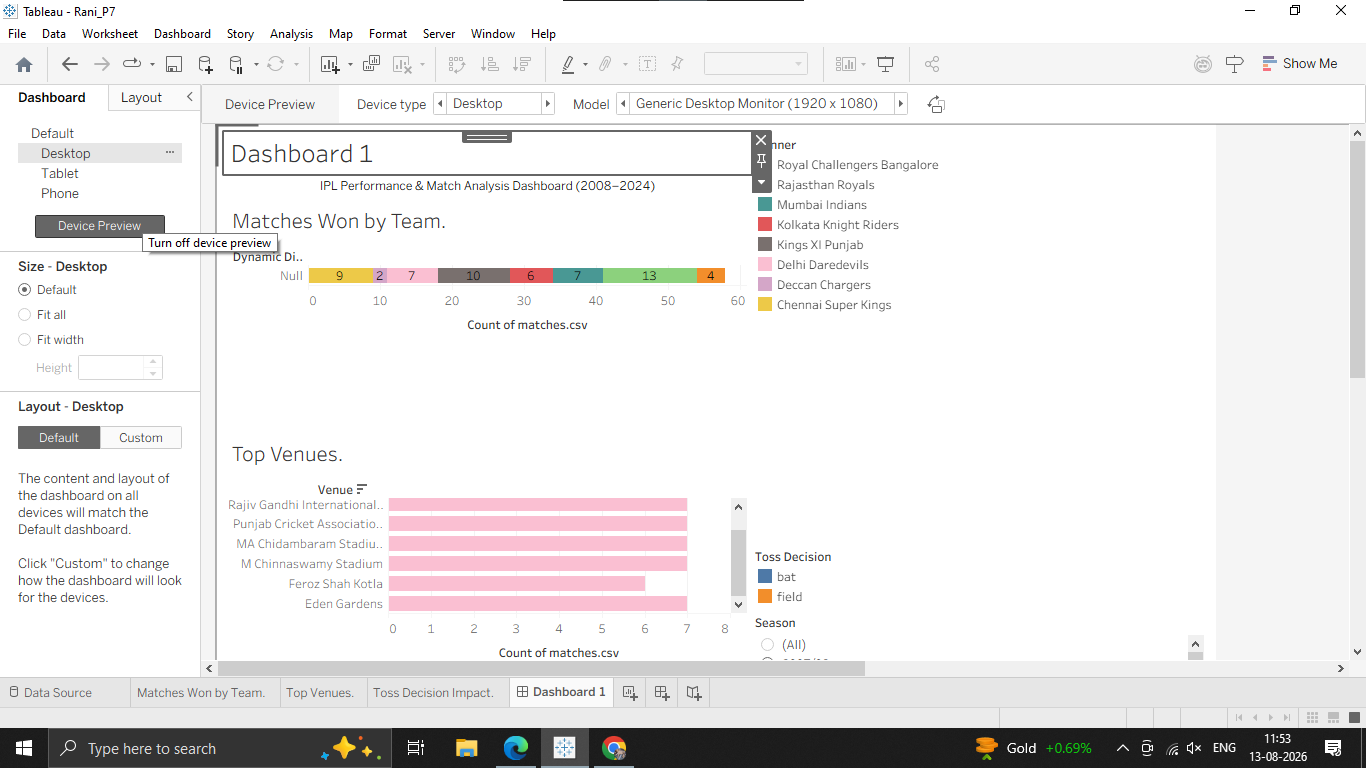 Tableau - Rani_P7
File Data Worksheet Dashboard Story Analysis Map Format Server Window Help
Show Me
Dashboard Layout
Device Preview Device type Desktop Model Generic Desktop Monitor (1920 x 1080)
Default
Desktop
Tablet
Phone
Device Preview
Turn off device preview
Size - Desktop
Default
Fit all
Fit width
Height
Layout - Desktop
Default Custom
The content and layout of
the dashboard on all
devices will match the
Default dashboard.
Click "Custom" to change
how the dashboard will look
for the devices.
Dashboard 1
IPL Performance & Match Analysis Dashboard (2008–2024)
Matches Won by Team.
Dynamic Di..
Null 9 2 7 10 6 7 13 4
0 10 20 30 40 50 60
Count of matches.csv
nner
Royal Challengers Bangalore
Rajasthan Royals
Mumbai Indians
Kolkata Knight Riders
Kings XI Punjab
Delhi Daredevils
Deccan Chargers
Chennai Super Kings
Top Venues.
Venue
Rajiv Gandhi International..
Punjab Cricket Associatio..
MA Chidambaram Stadiu..
M Chinnaswamy Stadium
Feroz Shah Kotla
Eden Gardens
0 1 2 3 4 5 6 7 8
Count of matches.csv
Toss Decision
bat
field
Season
(All)
Data Source Matches Won by Team. Top Venues. Toss Decision Impact. Dashboard 1
Type here to search
Gold +0.69%
ENG
11:53
13-08-2026